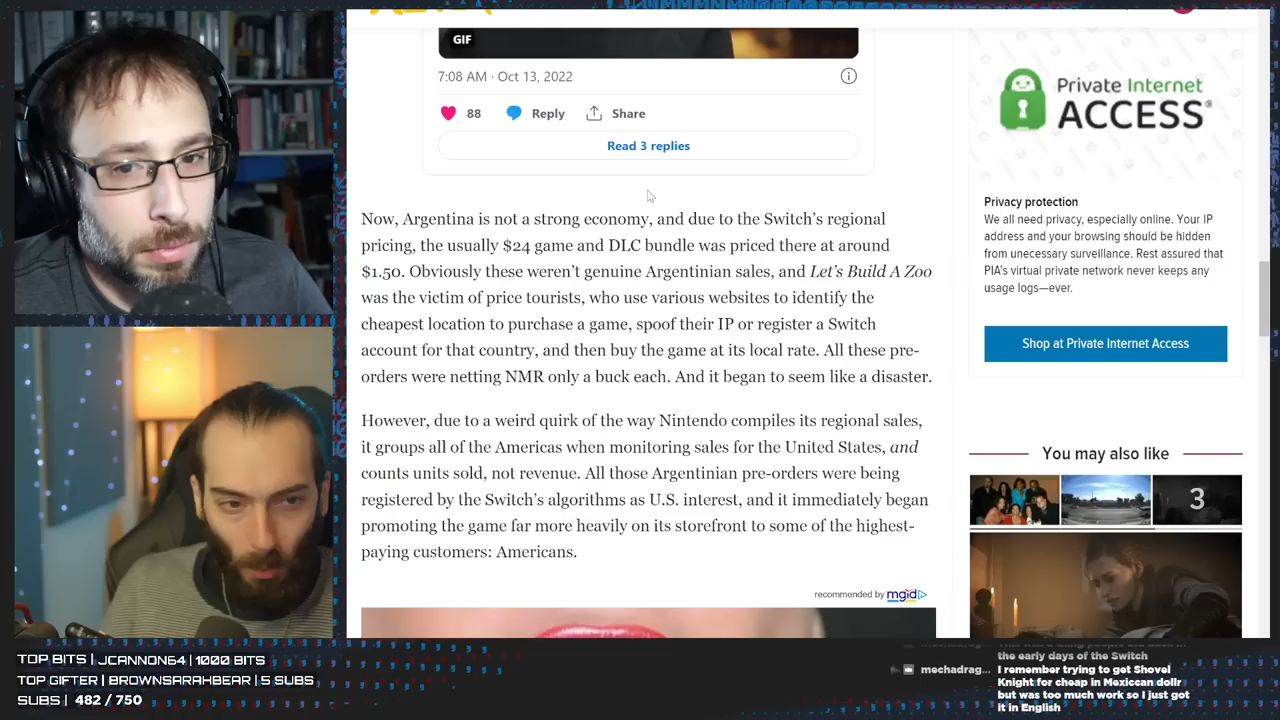 GIF
7:08 AM · Oct 13, 2022
88 Reply Share
Read 3 replies
Now, Argentina is not a strong economy, and due to the Switch's regional
pricing, the usually $24 game and DLC bundle was priced there at around
$1.50. Obviously these weren't genuine Argentinian sales, and Let's Build A Zoo
was the victim of price tourists, who use various websites to identify the
cheapest location to purchase a game, spoof their IP or register a Switch
account for that country, and then buy the game at its local rate. All these pre-
orders were netting NMR only a buck each. And it began to seem like a disaster.
However, due to a weird quirk of the way Nintendo compiles its regional sales,
it groups all of the Americas when monitoring sales for the United States, and
counts units sold, not revenue. All those Argentinian pre-orders were being
registered by the Switch's algorithms as U.S. interest, and it immediately began
promoting the game far more heavily on its storefront to some of the highest-
paying customers: Americans.
recommended by mgid
Private Internet
ACCESS®
Privacy protection
We all need privacy, especially online. Your IP
address and your browsing should be hidden
from unecessary surveillance. Rest assured that
PIA's virtual private network never keeps any
usage logs—ever.
Shop at Private Internet Access
You may also like
3
TOP BITS | JCANNON64 | 1000 BITS
TOP GIFTER | BROWNSARAHBEAR | 5 SUBS
SUBS | 482 / 750
the early days of the Switch
mechadrag... I remember trying to get Shovel
Knight for cheap in Mexiccan dollr
but was too much work so I just got
it in English